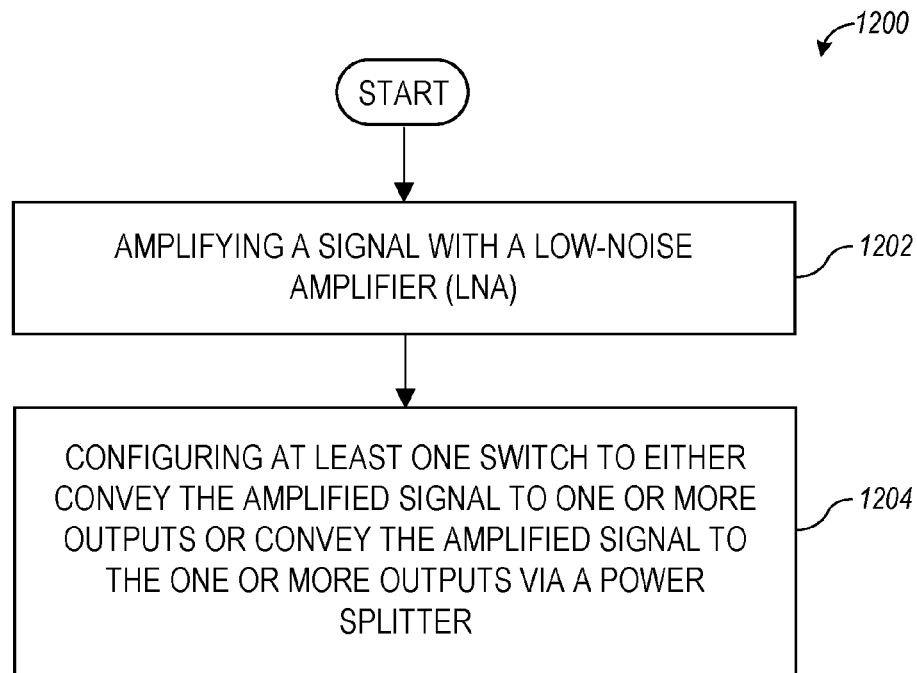 1200
START
AMPLIFYING A SIGNAL WITH A LOW-NOISE
AMPLIFIER (LNA)
1202
CONFIGURING AT LEAST ONE SWITCH TO EITHER
CONVEY THE AMPLIFIED SIGNAL TO ONE OR MORE
OUTPUTS OR CONVEY THE AMPLIFIED SIGNAL TO
THE ONE OR MORE OUTPUTS VIA A POWER
SPLITTER
1204